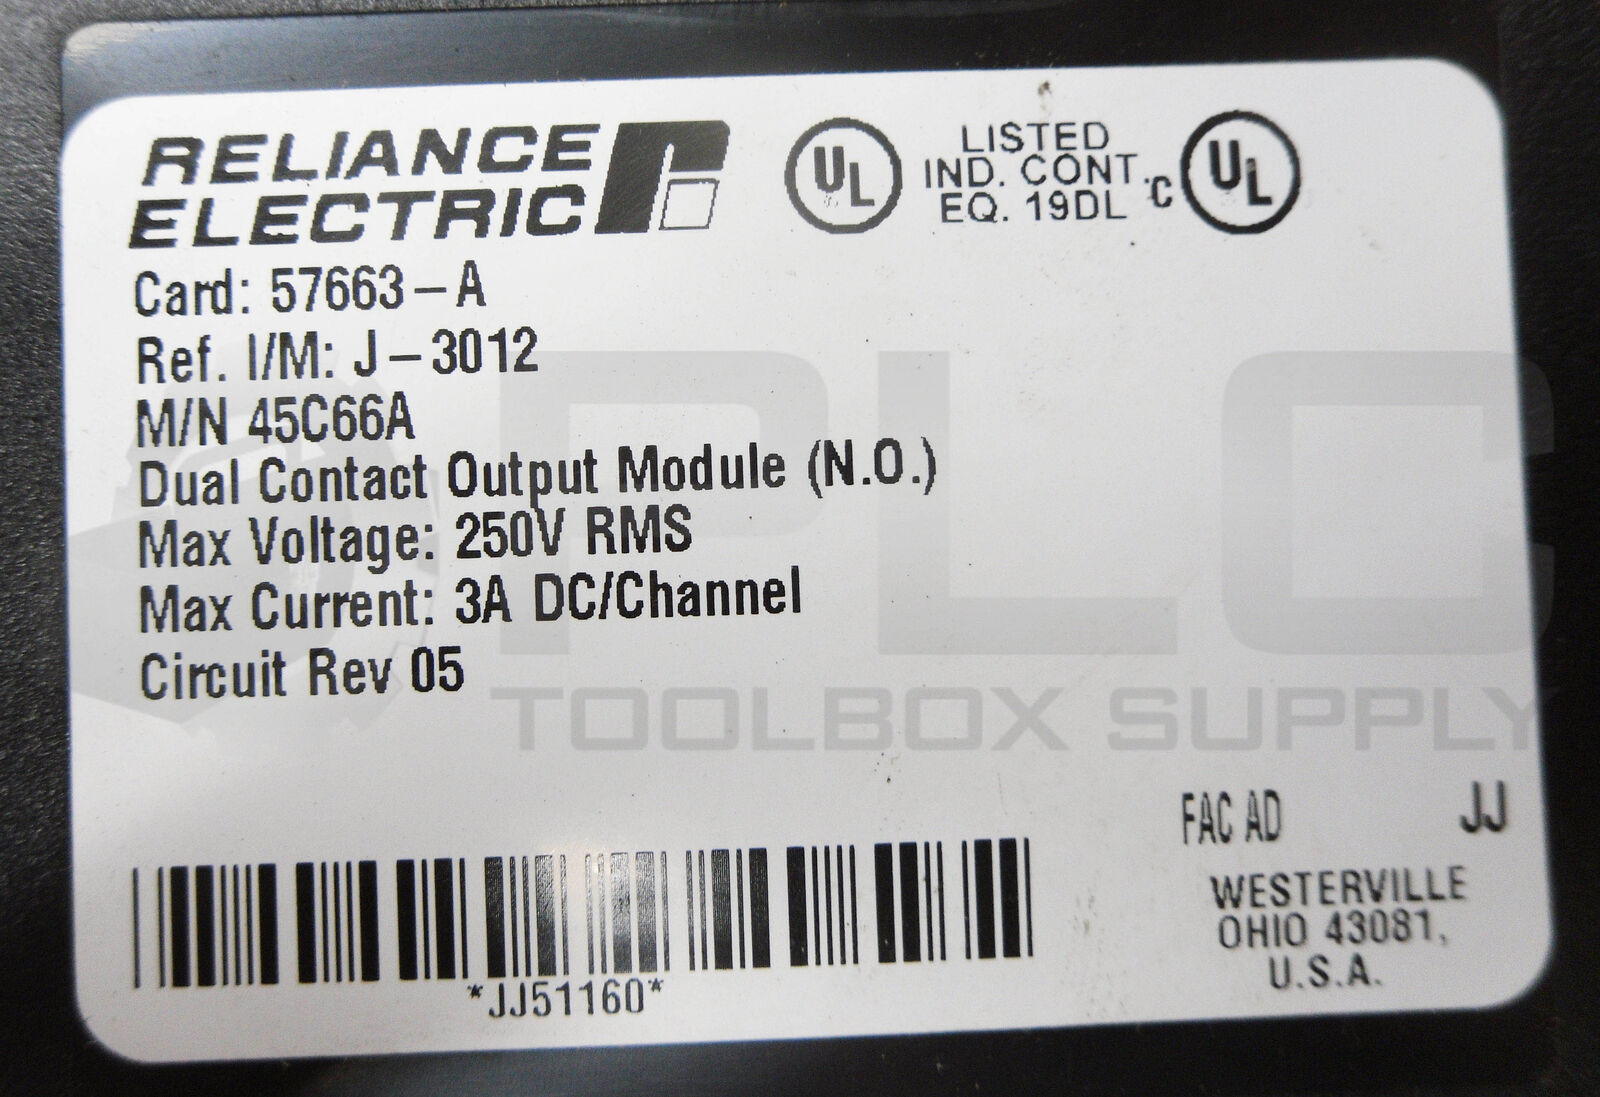 RELIANCE
ELECTRIC
UL
LISTED
IND. CONT.
EQ. 19DL
C UL
Card: 57663-A
Ref. I/M: J-3012
M/N 45C66A
Dual Contact Output Module (N.O.)
Max Voltage: 250V RMS
Max Current: 3A DC/Channel
Circuit Rev 05
PLC
TOOLBOX SUPPLY
FAC AD JJ
WESTERVILLE
OHIO 43081,
U.S.A.
*JJ51160*